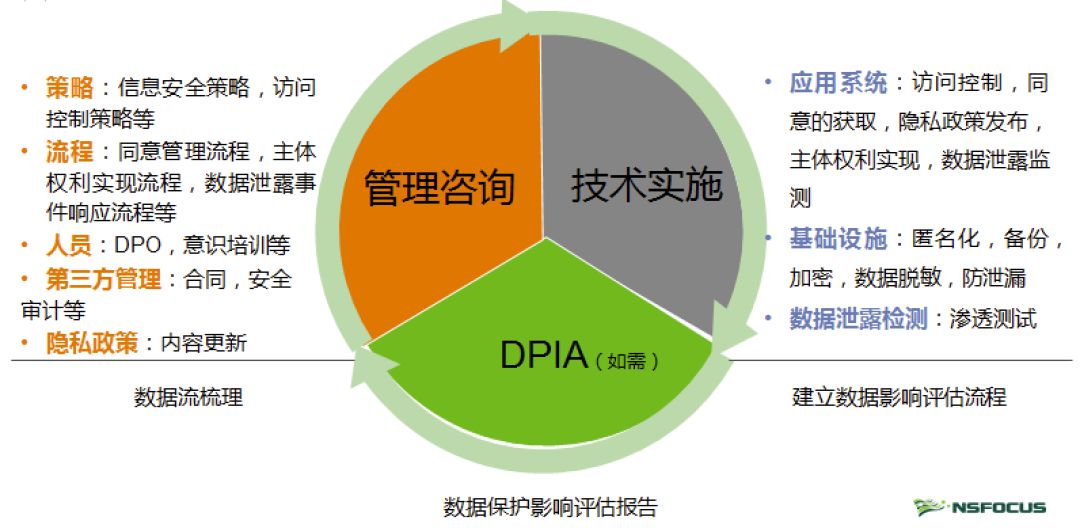 • 策略：信息安全策略，访问
控制策略等
• 流程：同意管理流程，主体
权利实现流程，数据泄露事
件响应流程等
• 人员：DPO，意识培训等
• 第三方管理：合同，安全
审计等
• 隐私政策：内容更新
数据流梳理
管理咨询
技术实施
DPIA（如需）
• 应用系统：访问控制，同
意的获取，隐私政策发布，
主体权利实现，数据泄露监
测
• 基础设施：匿名化，备份，
加密，数据脱敏，防泄漏
• 数据泄露检测：渗透测试
建立数据影响评估流程
数据保护影响评估报告
NSFOCUS